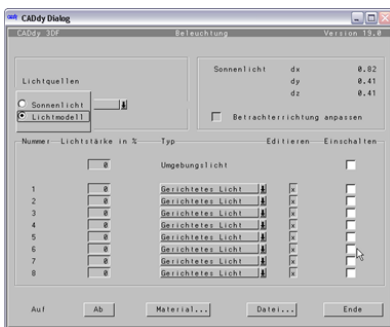 CADdy Dialog
CADdy 3DF Beleuchtung Version 19.0
Lichtquellen
Sonnenlicht
Lichtmodell
Sonnenlicht dx 0.82
dy 0.41
dz 0.41
Betrachterrichtung anpassen
Nummer Lichtstärke in % Typ Editieren Einschalten
0 Umgebungslicht
1 0 Gerichtetes Licht
2 0 Gerichtetes Licht
3 0 Gerichtetes Licht
4 0 Gerichtetes Licht
5 0 Gerichtetes Licht
6 0 Gerichtetes Licht
7 0 Gerichtetes Licht
8 0 Gerichtetes Licht
Auf Ab Material... Datei... Ende